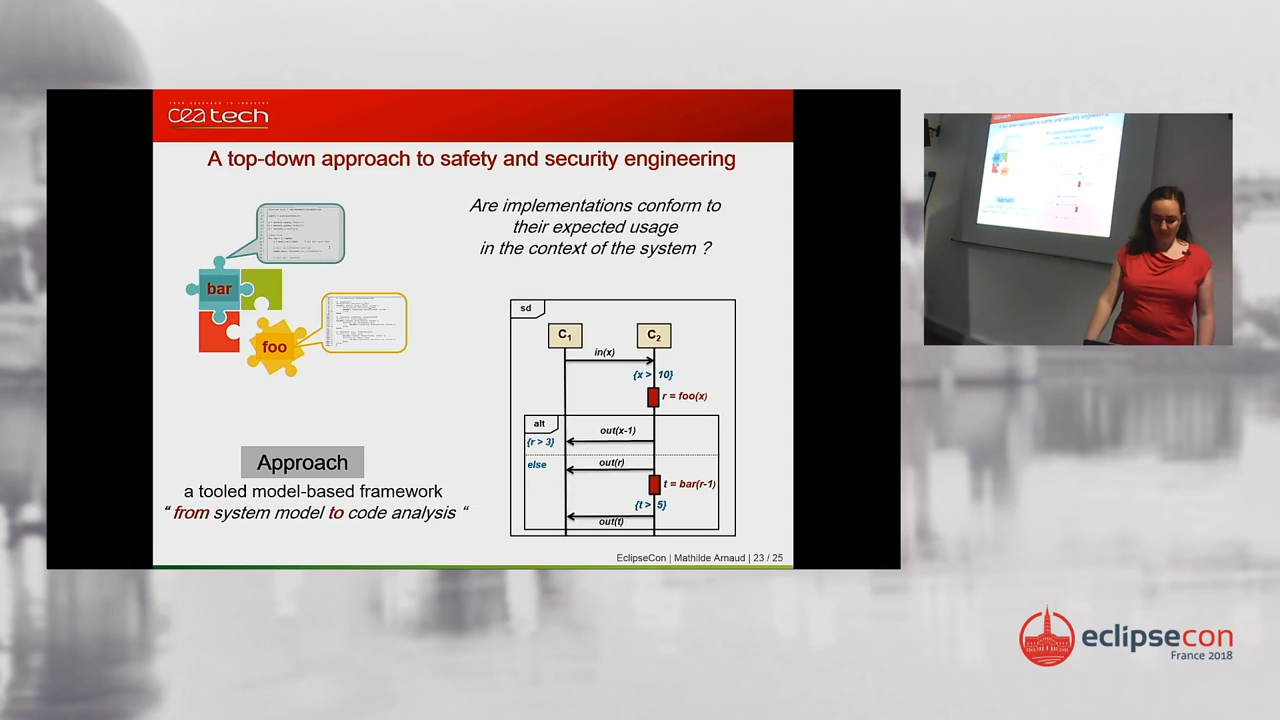 FROM RESEARCH TO INDUSTRY
ceatech
A top-down approach to safety and security engineering
Are implementations conform to
their expected usage
in the context of the system ?
bar
foo
sd
C1
C2
in(x)
{x > 10}
r = foo(x)
alt
out(x-1)
{r > 3}
else
out(r)
t = bar(r-1)
{t > 5}
out(t)
Approach
a tooled model-based framework
“ from system model to code analysis “
EclipseCon | Mathilde Arnaud | 23 / 25
eclipsecon
France 2018